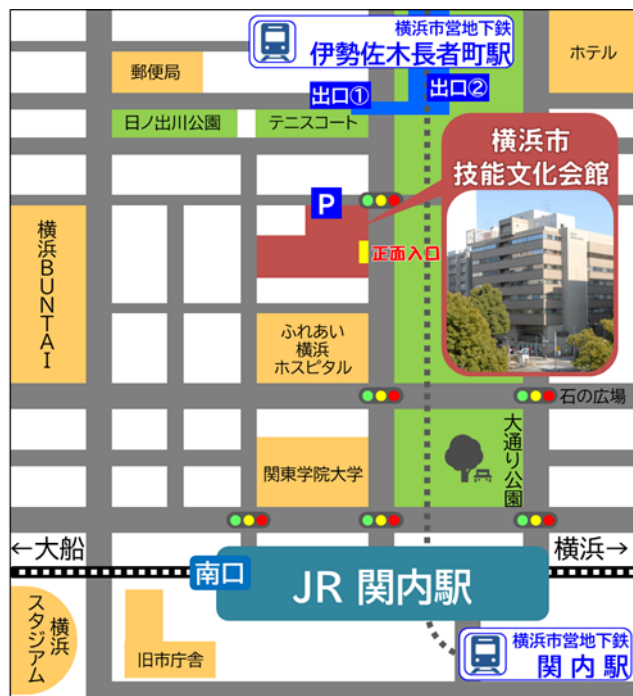 横浜市営地下鉄
伊勢佐木長者町駅
ホテル
郵便局
出口①
出口②
日ノ出川公園
テニスコート
横浜市
技能文化会館
P
正面入口
横浜BUNTAI
ふれあい
横浜
ホスピタル
石の広場
大通り公園
関東学院大学
←大船
横浜→
南口
JR 関内駅
横浜
スタジアム
旧市庁舎
横浜市営地下鉄
関内駅